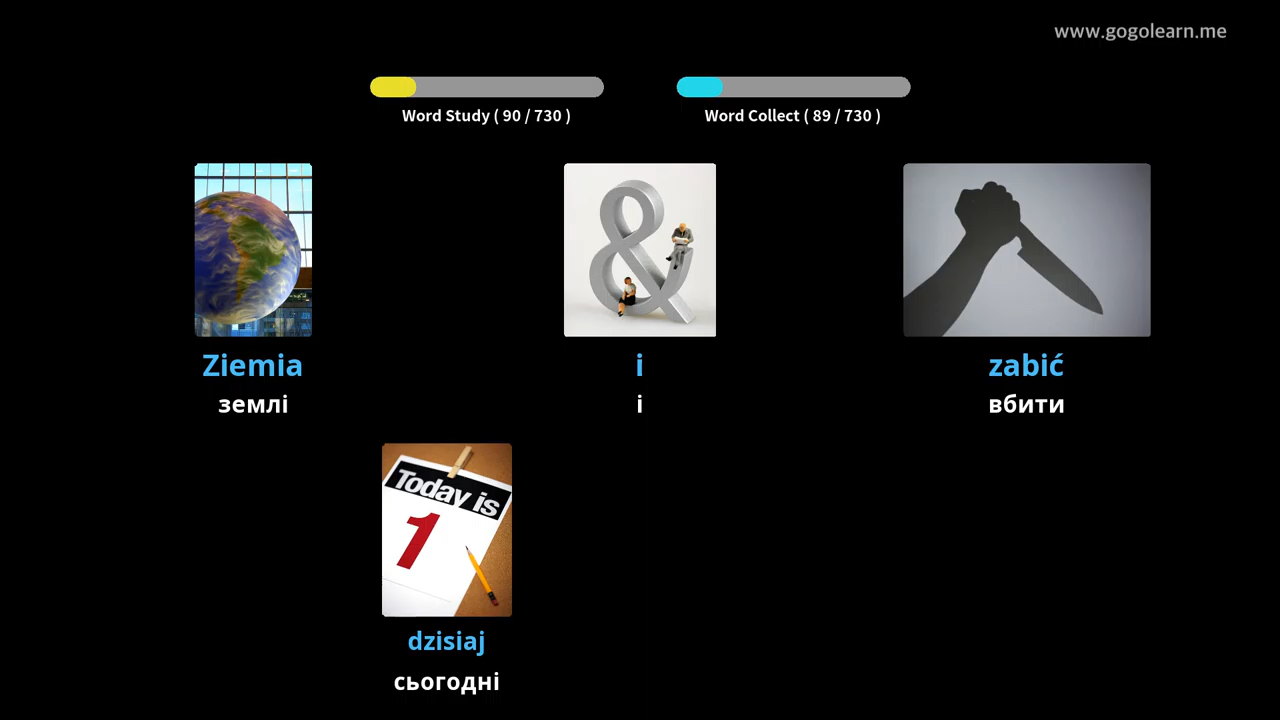 www.gogolearn.me
Word Study ( 90 / 730 )
Word Collect ( 89 / 730 )
&
Ziemia
землі
i
і
zabić
вбити
Today is
1
dzisiaj
сьогодні